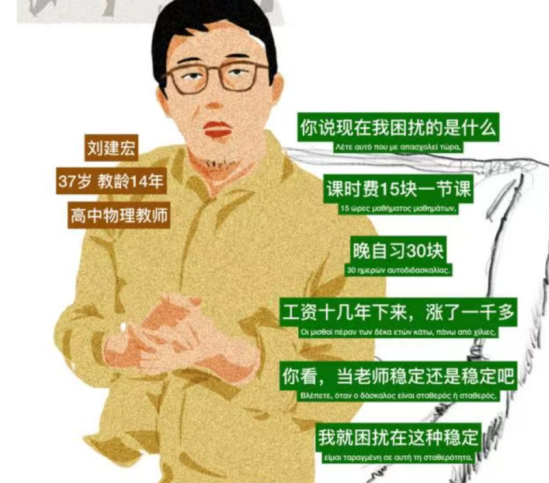 刘建宏
37岁 教龄14年
高中物理教师
你说现在我困扰的是什么
Λέτε αυτό που με απασχολεί τώρα,
课时费15块一节课
15 ώρες μαθήματος μαθημάτων,
晚自习30块
30 ημερών αυτοδιδασκαλίας.
工资十几年下来，涨了一千多
Οι μισθοί πέραν των δέκα ετών κάτω, πάνω από χίλιες,
你看，当老师稳定还是稳定吧
Βλέπετε, όταν ο δάσκαλος είναι σταθερός ή σταθερός,
我就困扰在这种稳定
είμαι ταραγμένη σε αυτή τη σταθερότητα.